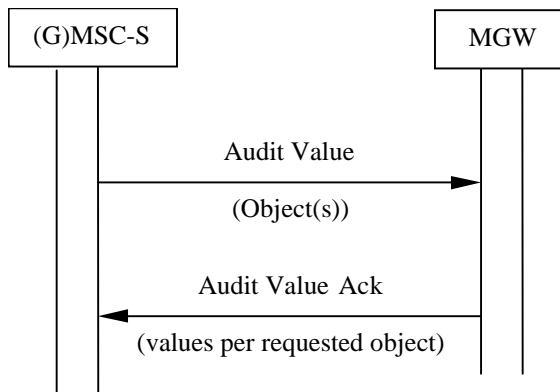 (G)MSC-S
MGW
Audit Value
(Object(s))
Audit Value Ack
(values per requested object)